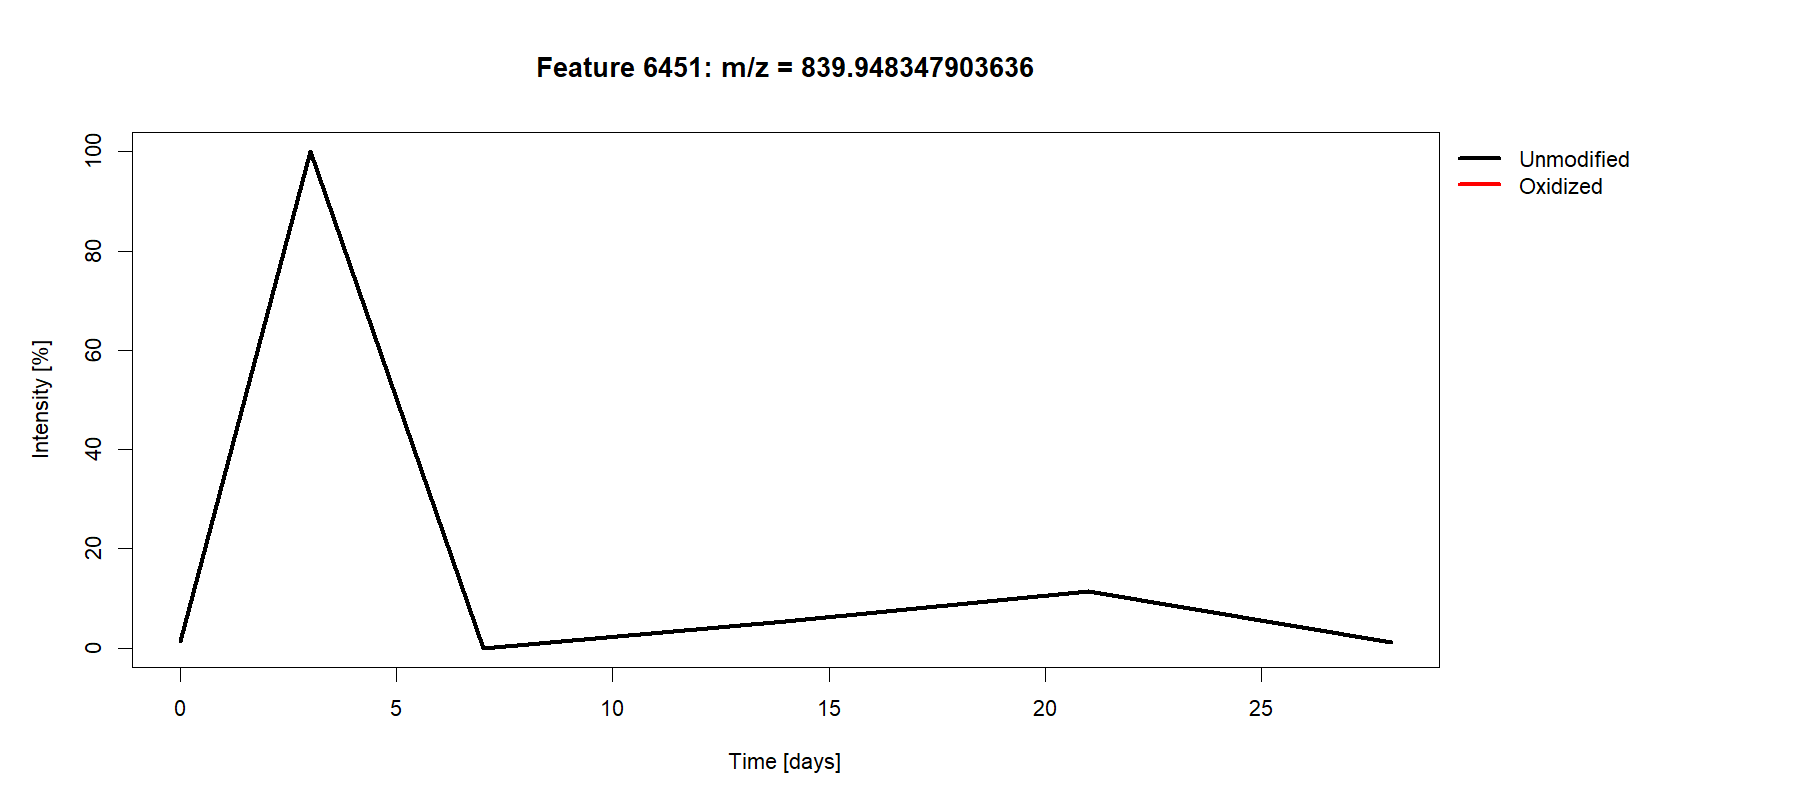 Feature 6451: m/z = 839.948347903636
Unmodified
Oxidized
Intensity [%]
100
80
60
40
20
0
0 5 10 15 20 25
Time [days]